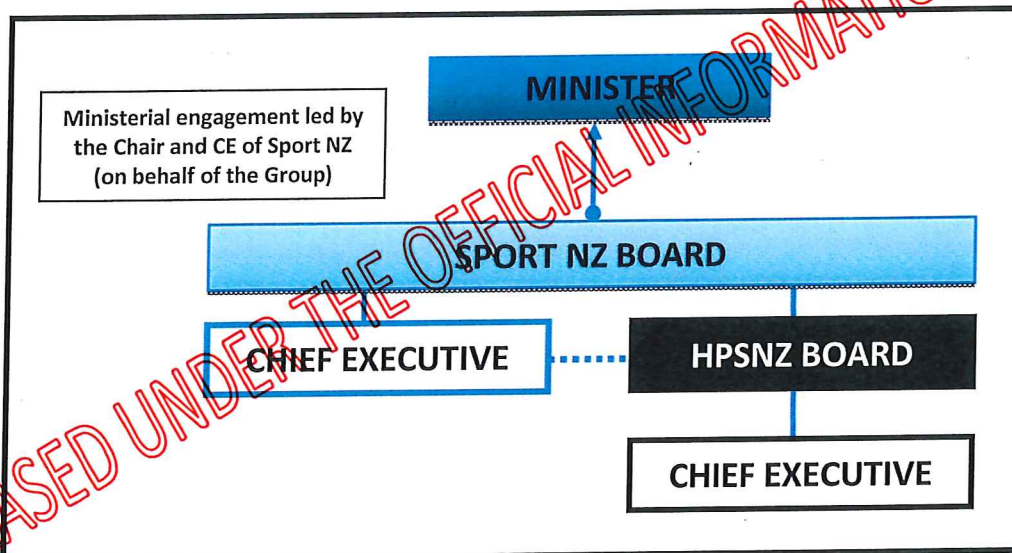 MINISTER
Ministerial engagement led by
the Chair and CE of Sport NZ
(on behalf of the Group)
SPORT NZ BOARD
CHIEF EXECUTIVE
HPSNZ BOARD
CHIEF EXECUTIVE
ASED UNDER THE OFFICIAL INFORMATIO